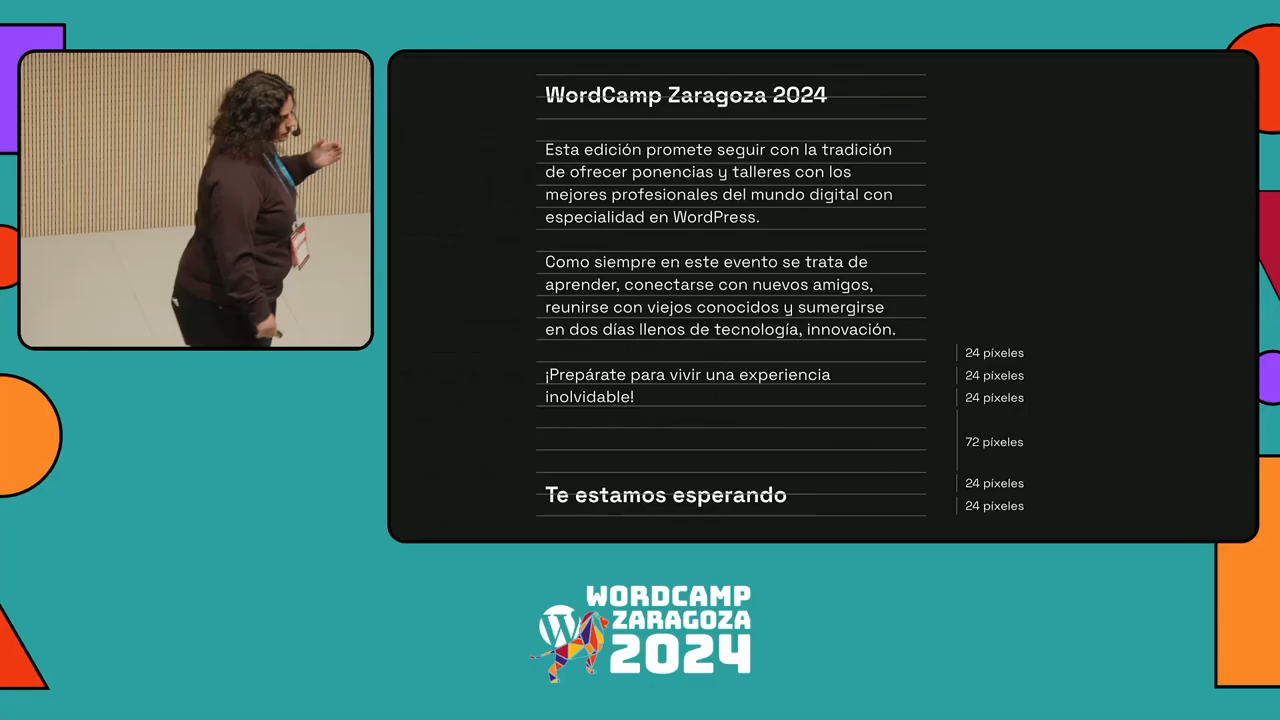 WordCamp Zaragoza 2024
Esta edición promete seguir con la tradición
de ofrecer ponencias y talleres con los
mejores profesionales del mundo digital con
especialidad en WordPress.
Como siempre en este evento se trata de
aprender, conectarse con nuevos amigos,
reunirse con viejos conocidos y sumergirse
en dos días llenos de tecnología, innovación.
¡Prepárate para vivir una experiencia
inolvidable!
Te estamos esperando
24 píxeles
24 píxeles
24 píxeles
72 píxeles
24 píxeles
24 píxeles
WORDCAMP
ZARAGOZA
2024